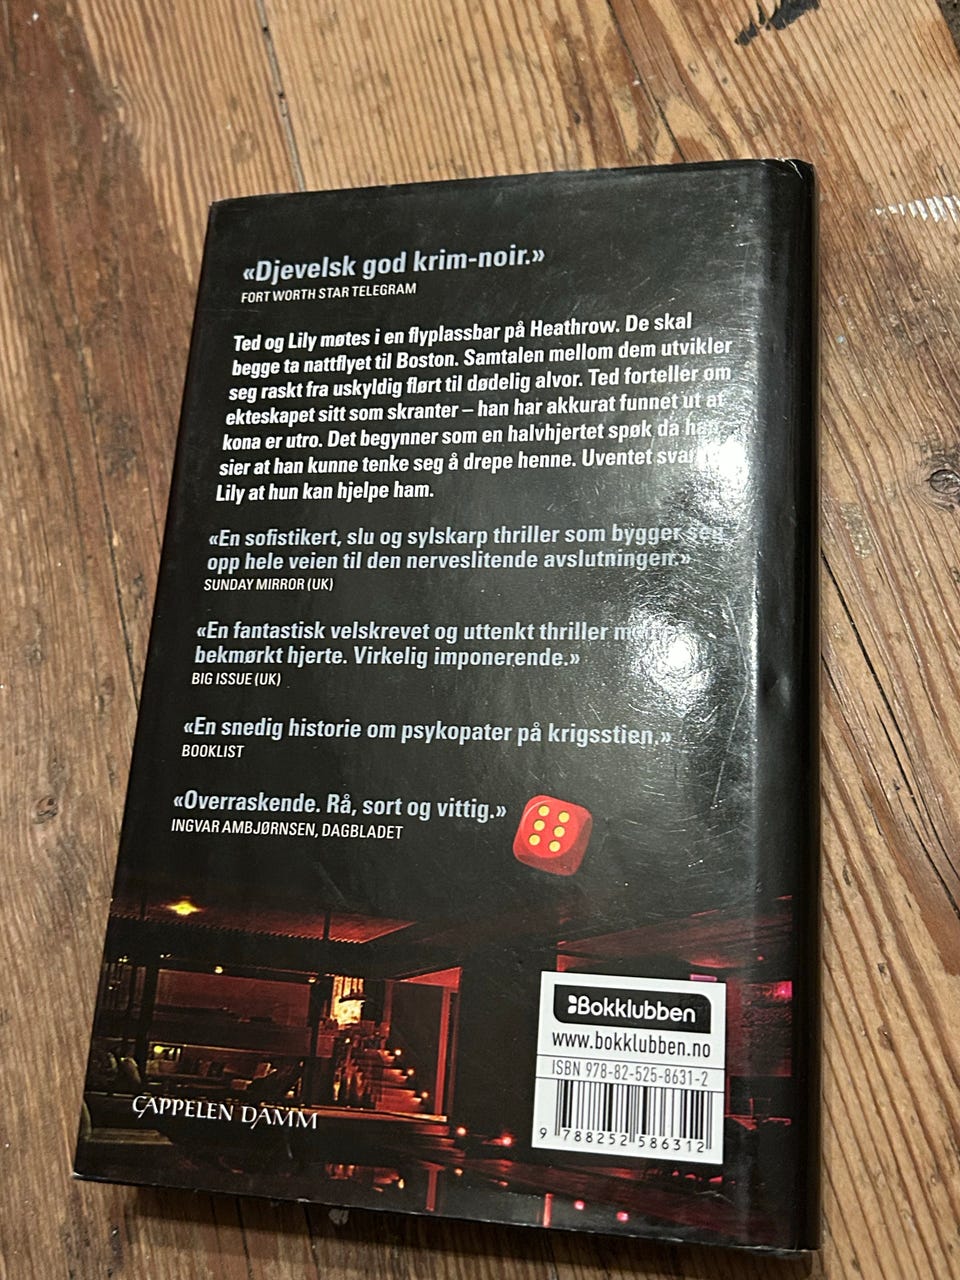 «Djevelsk god krim-noir.»
FORT WORTH STAR TELEGRAM
Ted og Lily møtes i en flyplassbar på Heathrow. De skal
begge ta nattflyet til Boston. Samtalen mellom dem utvikler
seg raskt fra uskyldig flørt til dødelig alvor. Ted forteller om
ekteskapet sitt som skranter – han har akkurat funnet ut at
kona er utro. Det begynner som en halvhjertet spøk da han
sier at han kunne tenke seg å drepe henne. Uventet
Lily at hun kan hjelpe ham.
«En sofistikert, slu og sylskarp thriller som bygger seg
opp hele veien til den nerveslitende avslutningen.»
SUNDAY MIRROR (UK)
«En fantastisk velskrevet og uttenkt thriller
bekmørkt hjerte. Virkelig imponerende.»
BIG ISSUE (UK)
«En snedig historie om psykopater på krigsstien.»
BOOKLIST
«Overraskende. Rå, sort og vittig.»
INGVAR AMBJØRNSEN, DAGBLADET
Bokklubben
www.bokklubben.no
ISBN 978-82-525-8631-2
9 788252 586312
CAPPELEN DAMM